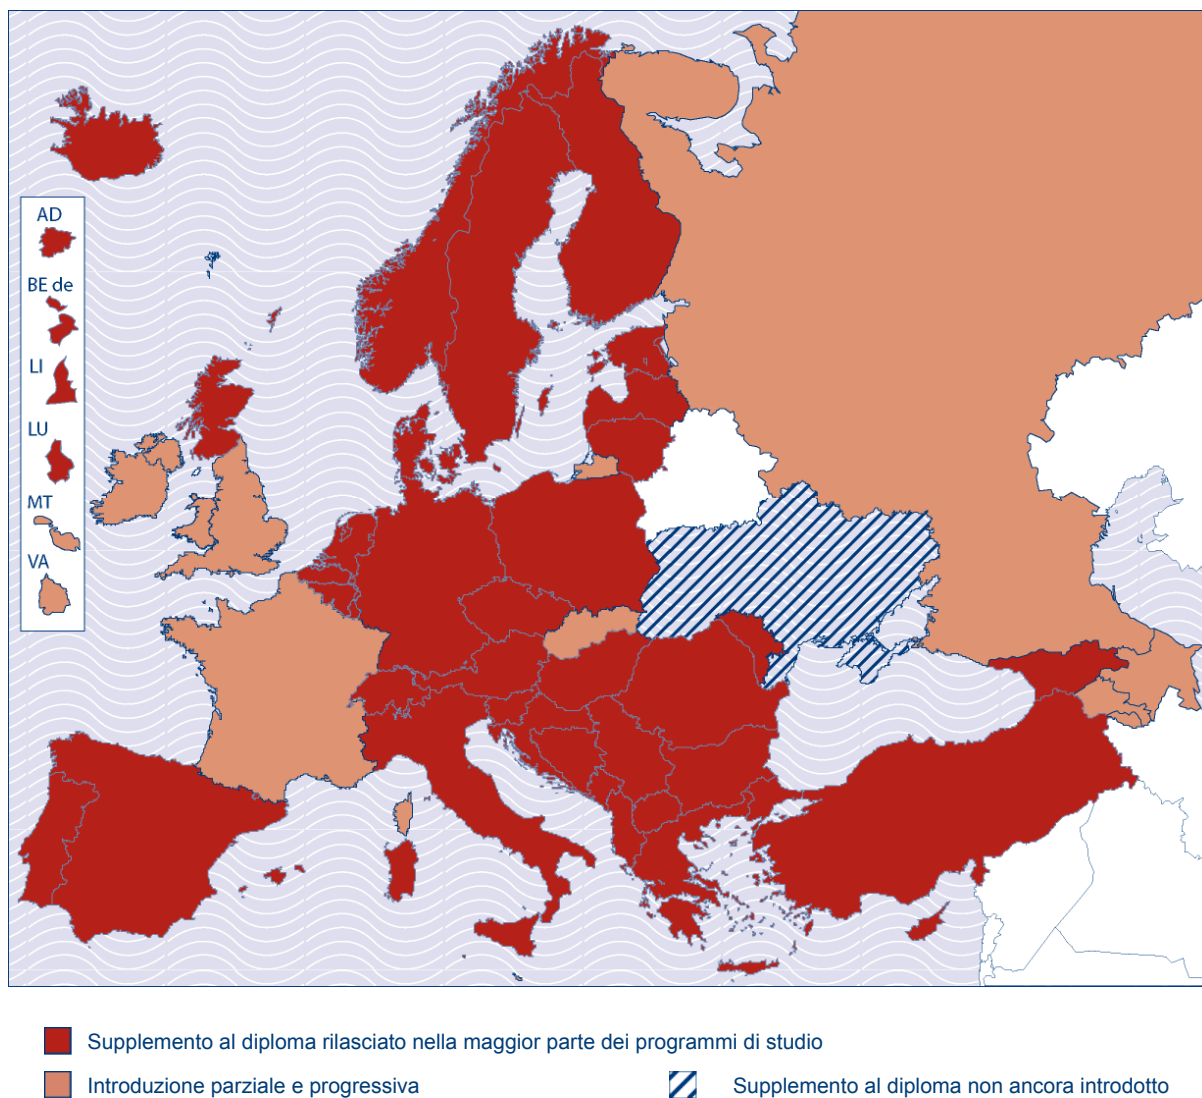 AD
BE de
LI
LU
MT
VA
Supplemento al diploma rilasciato nella maggior parte dei programmi di studio
Introduzione parziale e progressiva
Supplemento al diploma non ancora introdotto